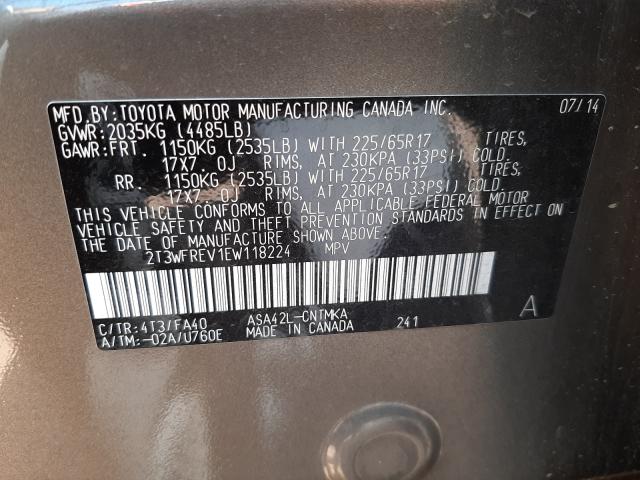 MFD.BY:TOYOTA MOTOR MANUFACTURING CANADA INC. 07/14
GVWR:2035KG (4485LB)
GAWR:FRT. 1150KG (2535LB) WITH 225/65R17 TIRES,
17X7 0J RIMS, AT 230KPA (33PSI) COLD
RR. 1150KG (2535LB) WITH 225/65R17 TIRES,
17X7 0J RIMS, AT 230KPA (33PSI) COLD.
THIS VEHICLE CONFORMS TO ALL APPLICABLE FEDERAL MOTOR
VEHICLE SAFETY AND THEFT PREVENTION STANDARDS IN EFFECT ON
THE DATE OF MANUFACTURE SHOWN ABOVE.
2T3WFREV1EW118224 MPV
C/TR:4T3/FA40 ASA42L-CNTMKA 241 A
A/TM:-02A/U760E MADE IN CANADA